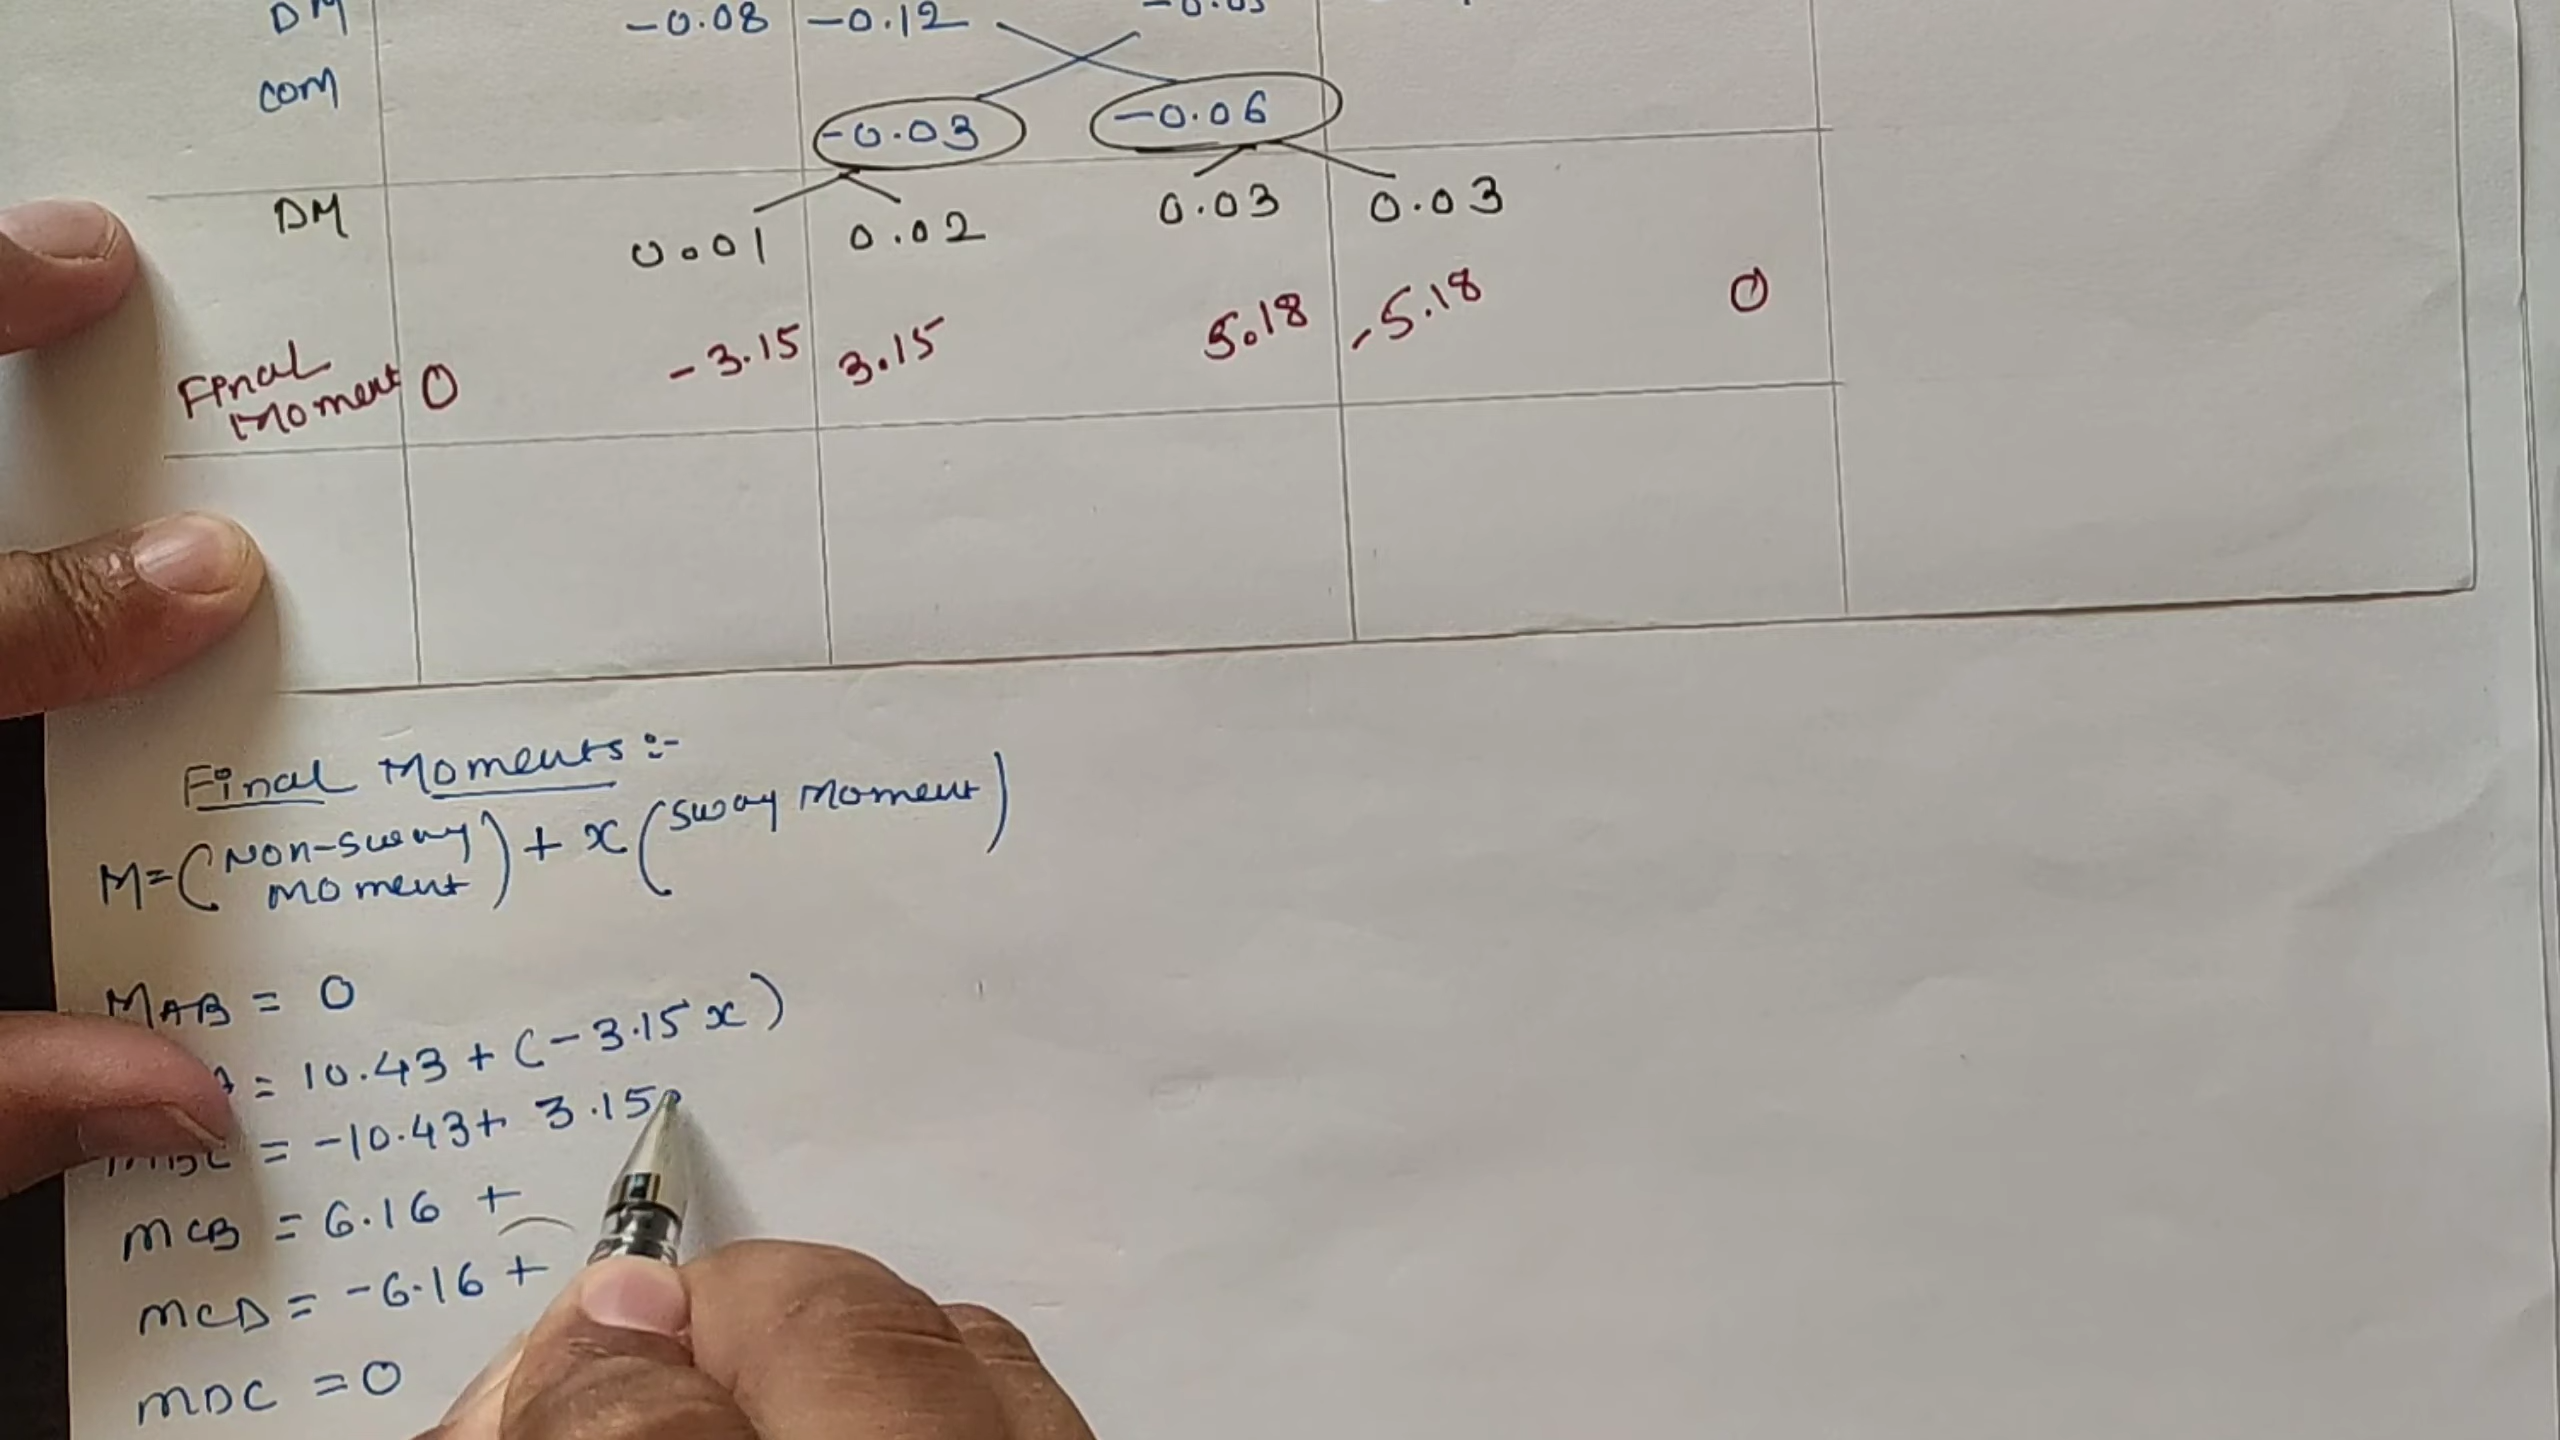 DM -0.08 -0.12
COM -0.03 -0.06
DM 0.01 0.02 0.03 0.03
Final Moment 0 -3.15 3.15 5.18 -5.18 0
Final Moments :-
M=(Non-sway moment) + x (sway Moment)
MAB = 0
= 10.43 + (-3.15x)
MBC = -10.43+ 3.15
MCB = 6.16 +
MCD = -6.16 +
MDC = 0